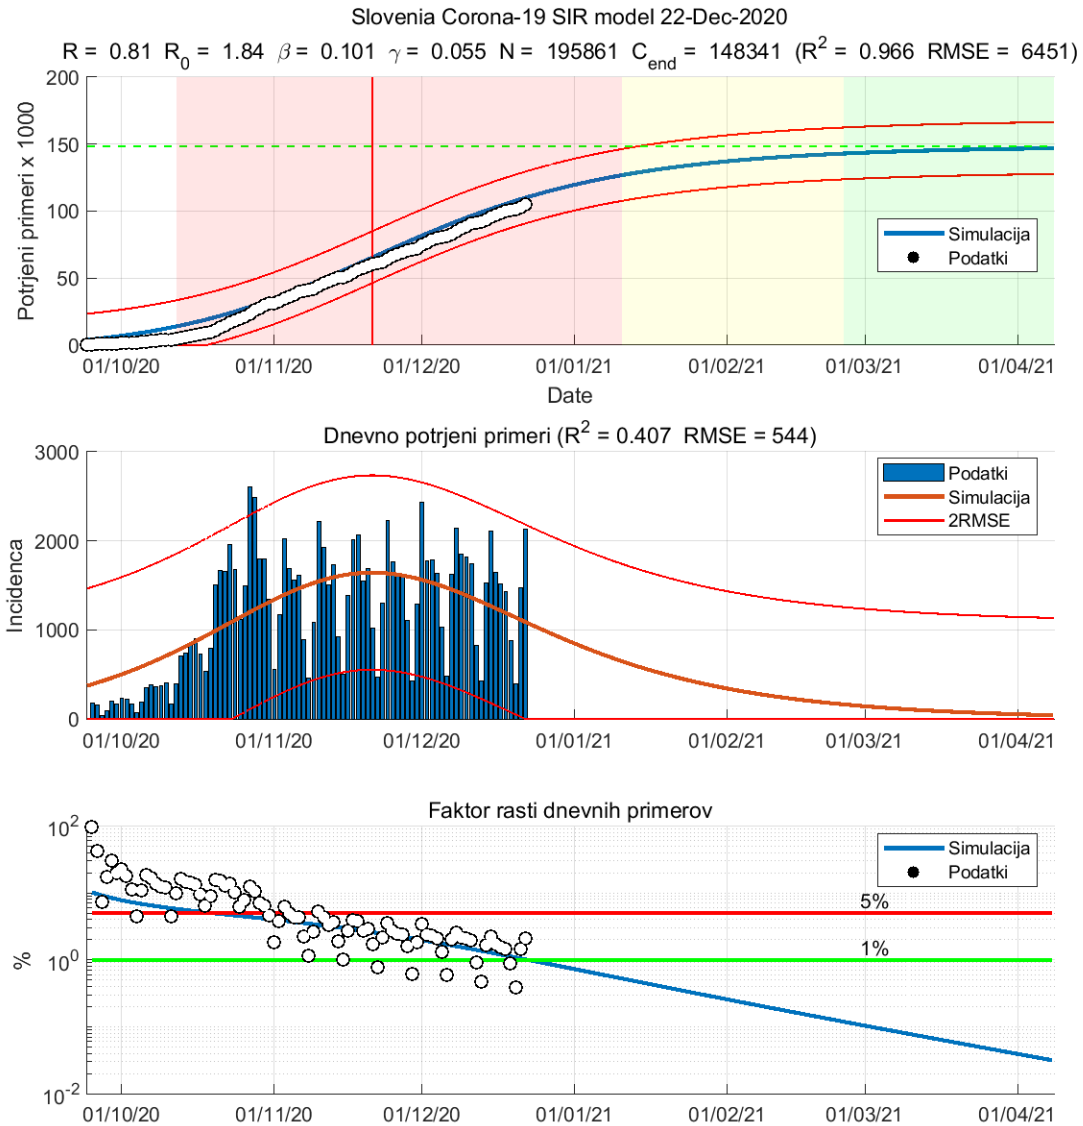 Slovenia Corona-19 SIR model 22-Dec-2020
R = 0.81 R0 = 1.84 β = 0.101 γ = 0.055 N = 195861 Cend = 148341 (R2 = 0.966 RMSE = 6451)
Potrjeni primeri x 1000
200
150
100
50
0
Simulacija
Podatki
01/10/20 01/11/20 01/12/20 01/01/21 01/02/21 01/03/21 01/04/21
Date
Dnevno potrjeni primeri (R2 = 0.407 RMSE = 544)
Incidenca
3000
2000
1000
0
Podatki
Simulacija
2RMSE
01/10/20 01/11/20 01/12/20 01/01/21 01/02/21 01/03/21 01/04/21
Faktor rasti dnevnih primerov
%
10^2
10^0
10^-2
Simulacija
Podatki
5%
1%
01/10/20 01/11/20 01/12/20 01/01/21 01/02/21 01/03/21 01/04/21